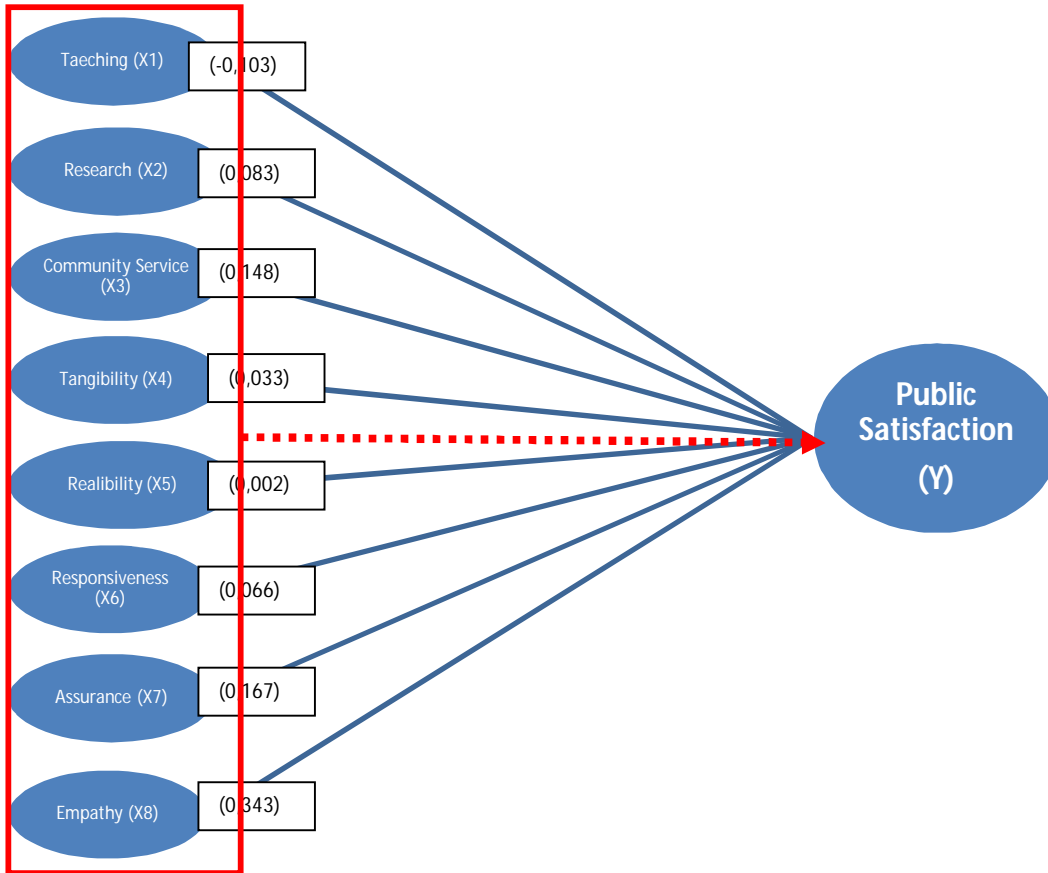 Taeching (X1)
(-0,103)
Research (X2)
(0,083)
Community Service
(X3)
(0,148)
Tangibility (X4)
(0,033)
Realibility (X5)
(0,002)
Responsiveness
(X6)
(0,066)
Assurance (X7)
(0,167)
Empathy (X8)
(0,343)
Public
Satisfaction
(Y)